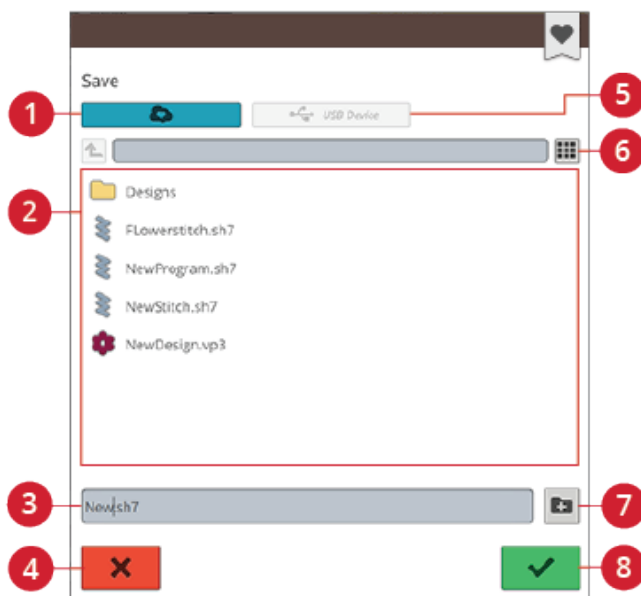 Save
1
USB Device
5
6
2
Designs
FLowerstitch.sh7
NewProgram.sh7
NewStitch.sh7
NewDesign.vp3
3
New.sh7
7
4
8